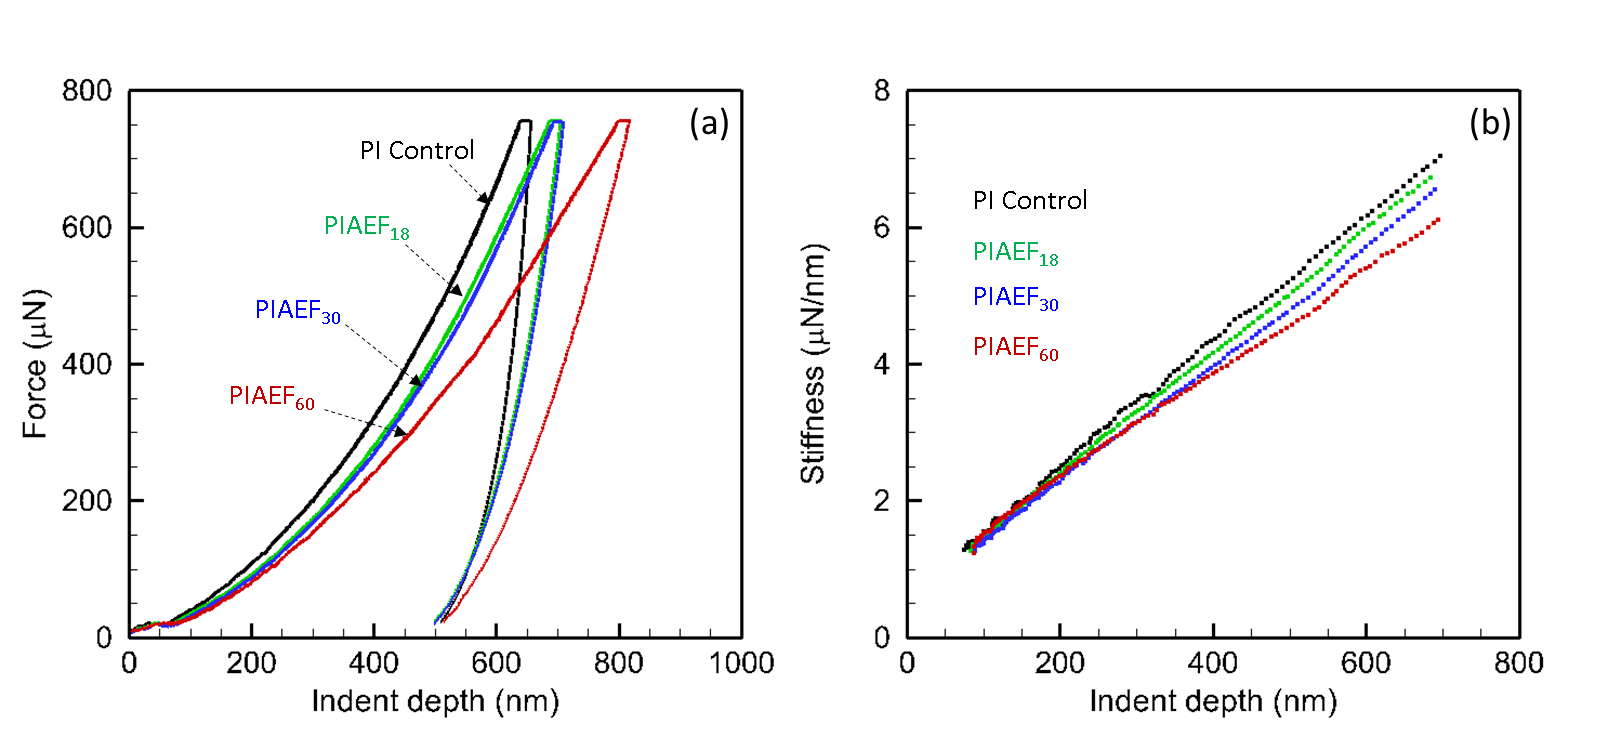 (a)
PI Control
PIAEF18
PIAEF30
PIAEF60
Force (μN)
800
600
400
200
0
0 200 400 600 800 1000
Indent depth (nm)
(b)
PI Control
PIAEF18
PIAEF30
PIAEF60
Stiffness (μN/nm)
8
6
4
2
0
0 200 400 600 800
Indent depth (nm)